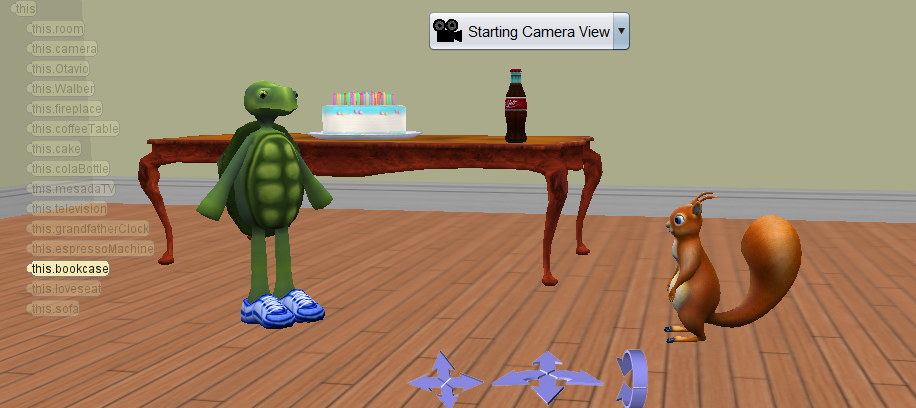 this
this.room
this.camera
this.Otavio
this.Walber
this.fireplace
this.coffeeTable
this.cake
this.colaBottle
this.mesadaTV
this.television
this.grandfatherClock
this.espressoMachine
this.bookcase
this.loveseat
this.sofa
Starting Camera View